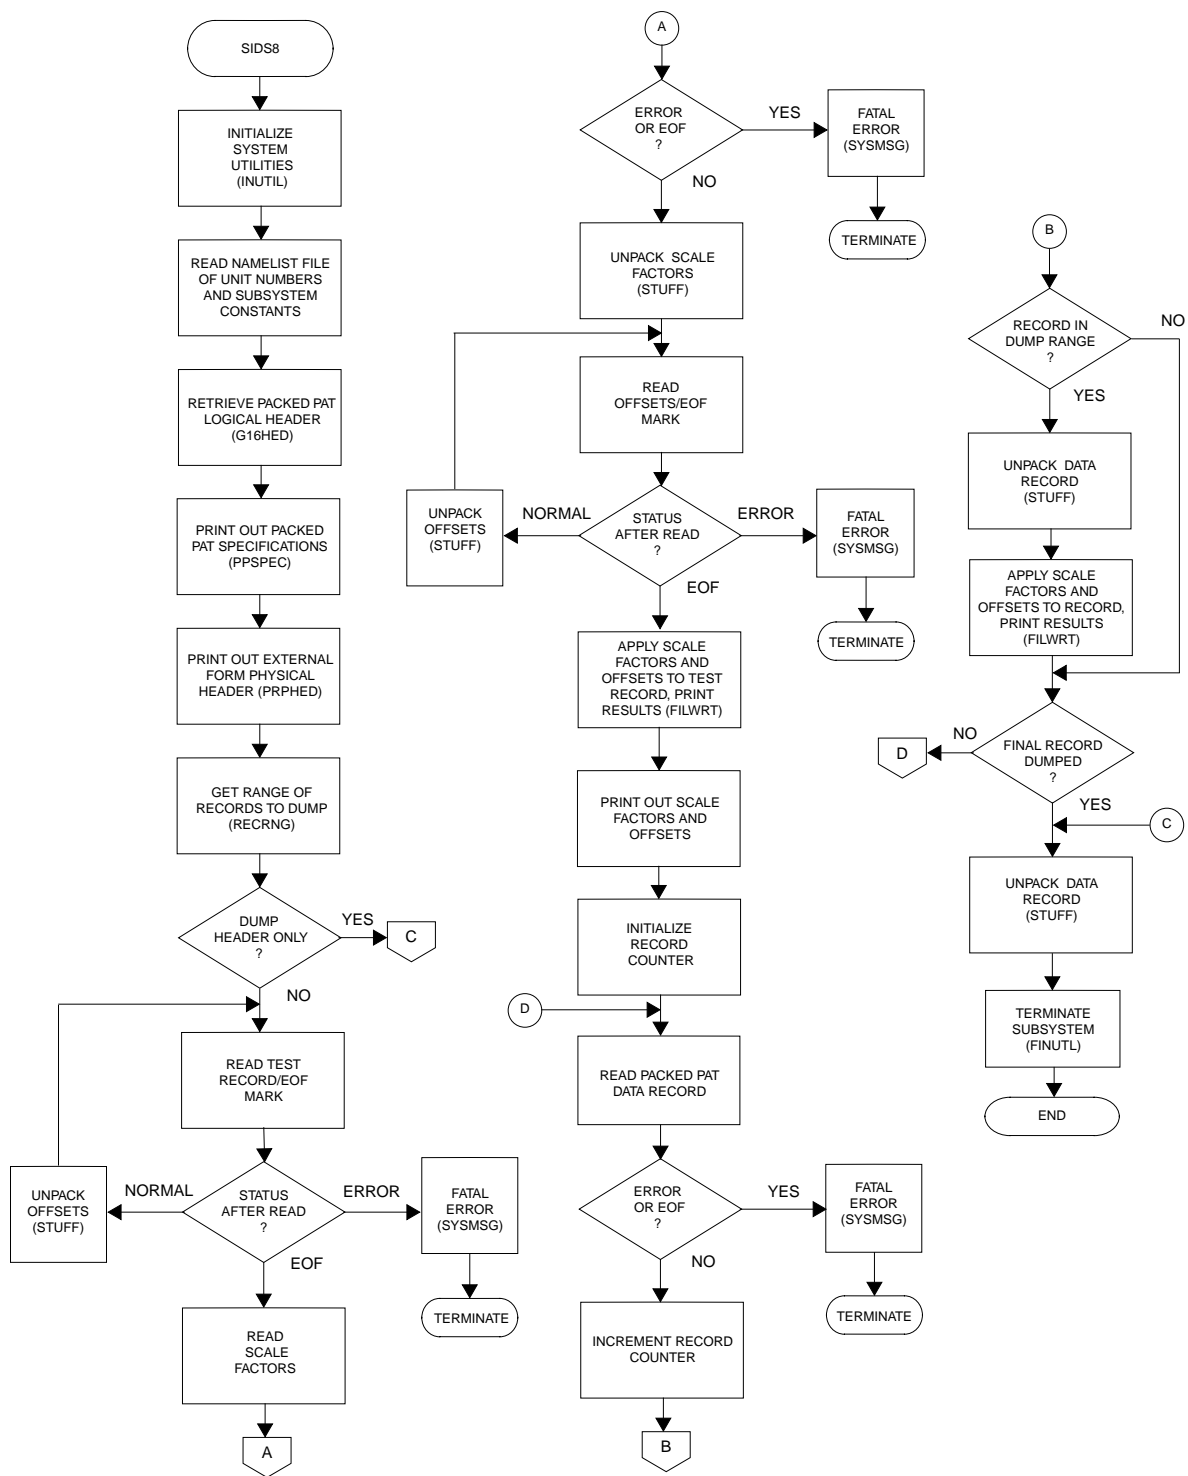 SIDS8
INITIALIZE
SYSTEM
UTILITIES
(INUTIL)
READ NAMELIST FILE
OF UNIT NUMBERS
AND SUBSYSTEM
CONSTANTS
RETRIEVE PACKED PAT
LOGICAL HEADER
(G16HED)
PRINT OUT PACKED
PAT SPECIFICATIONS
(PPSPEC)
PRINT OUT EXTERNAL
FORM PHYSICAL
HEADER (PRPHED)
GET RANGE OF
RECORDS TO DUMP
(RECRNG)
DUMP
HEADER ONLY
?
YES
C
NO
READ TEST
RECORD/EOF
MARK
STATUS
AFTER READ
?
NORMAL
UNPACK
OFFSETS
(STUFF)
ERROR
FATAL
ERROR
(SYSMSG)
TERMINATE
EOF
READ
SCALE
FACTORS
A
A
ERROR
OR EOF
?
YES
FATAL
ERROR
(SYSMSG)
TERMINATE
NO
UNPACK SCALE
FACTORS
(STUFF)
READ
OFFSETS/EOF
MARK
STATUS
AFTER READ
?
NORMAL
UNPACK
OFFSETS
(STUFF)
ERROR
FATAL
ERROR
(SYSMSG)
TERMINATE
EOF
APPLY SCALE
FACTORS AND
OFFSETS TO TEST
RECORD, PRINT
RESULTS (FILWRT)
PRINT OUT SCALE
FACTORS AND
OFFSETS
INITIALIZE
RECORD
COUNTER
D
READ PACKED PAT
DATA RECORD
ERROR
OR EOF
?
YES
FATAL
ERROR
(SYSMSG)
TERMINATE
NO
INCREMENT RECORD
COUNTER
B
B
RECORD IN
DUMP RANGE
?
NO
YES
UNPACK DATA
RECORD
(STUFF)
APPLY SCALE
FACTORS AND
OFFSETS TO RECORD,
PRINT RESULTS
(FILWRT)
FINAL RECORD
DUMPED
?
NO
D
YES
C
UNPACK DATA
RECORD
(STUFF)
TERMINATE
SUBSYSTEM
(FINUTL)
END